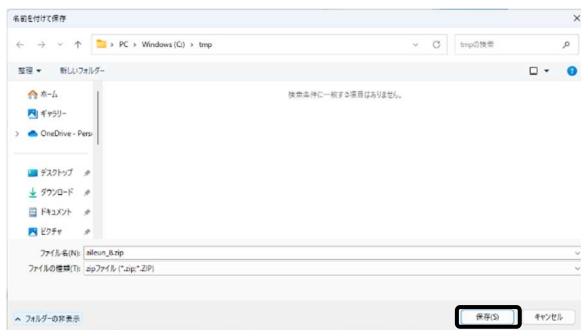 名前を付けて保存
PC › Windows (C:) › tmp
tmpの検索
整理 新しいフォルダー
ホーム
検索条件に一致する項目はありません。
ギャラリー
OneDrive - Pers
デスクトップ
ダウンロード
ドキュメント
ピクチャ
ファイル名(N): aileun_8.zip
ファイルの種類(T): zipファイル (*.zip;*.ZIP)
フォルダーの非表示
保存(S)
キャンセル